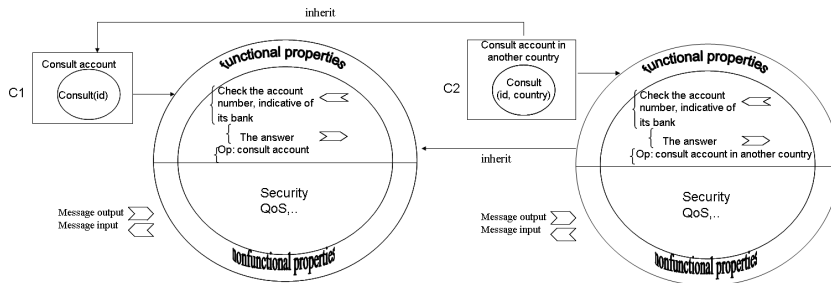 inherit
C1
Consult account
Consult(id)
functional properties
Check the account
number, indicative of
its bank
The answer
Op: consult account
Security
QoS,..
nonfunctional properties
Message output
Message input
C2
Consult account in
another country
Consult
(id, country)
inherit
functional properties
Check the account
number, indicative of
its bank
The answer
Op: consult account in another country
Security
QoS,..
nonfunctional properties
Message output
Message input